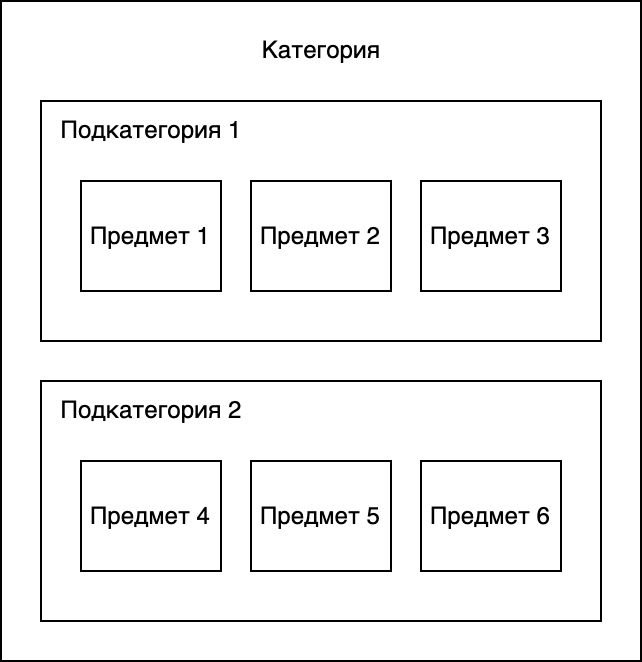 Категория
Подкатегория 1
Предмет 1
Предмет 2
Предмет 3
Подкатегория 2
Предмет 4
Предмет 5
Предмет 6